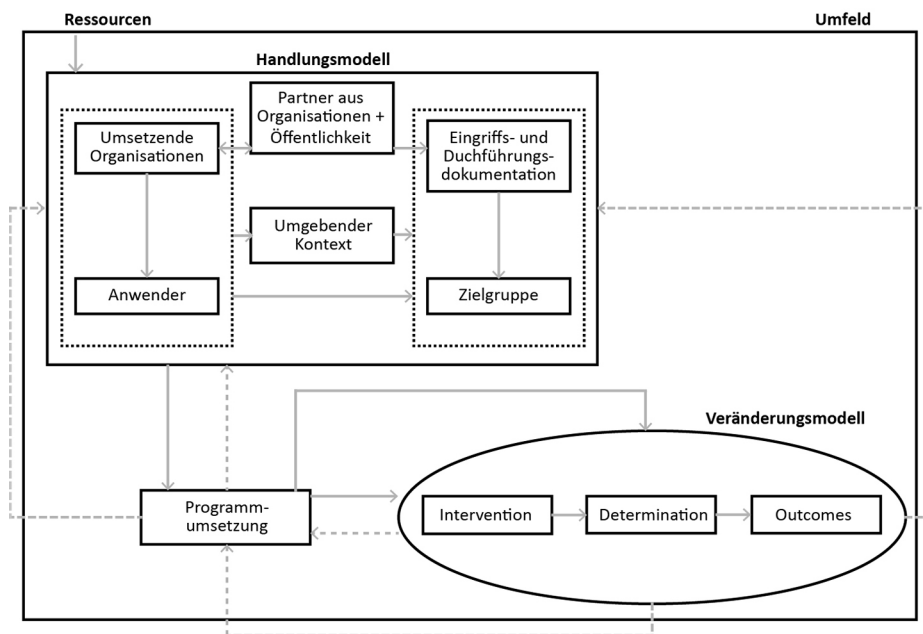 Ressourcen
Umfeld
Handlungsmodell
Partner aus
Organisationen +
Öffentlichkeit
Umsetzende
Organisationen
Eingriffs- und
Duchführungs-
dokumentation
Umgebender
Kontext
Anwender
Zielgruppe
Veränderungsmodell
Programm-
umsetzung
Intervention
Determination
Outcomes